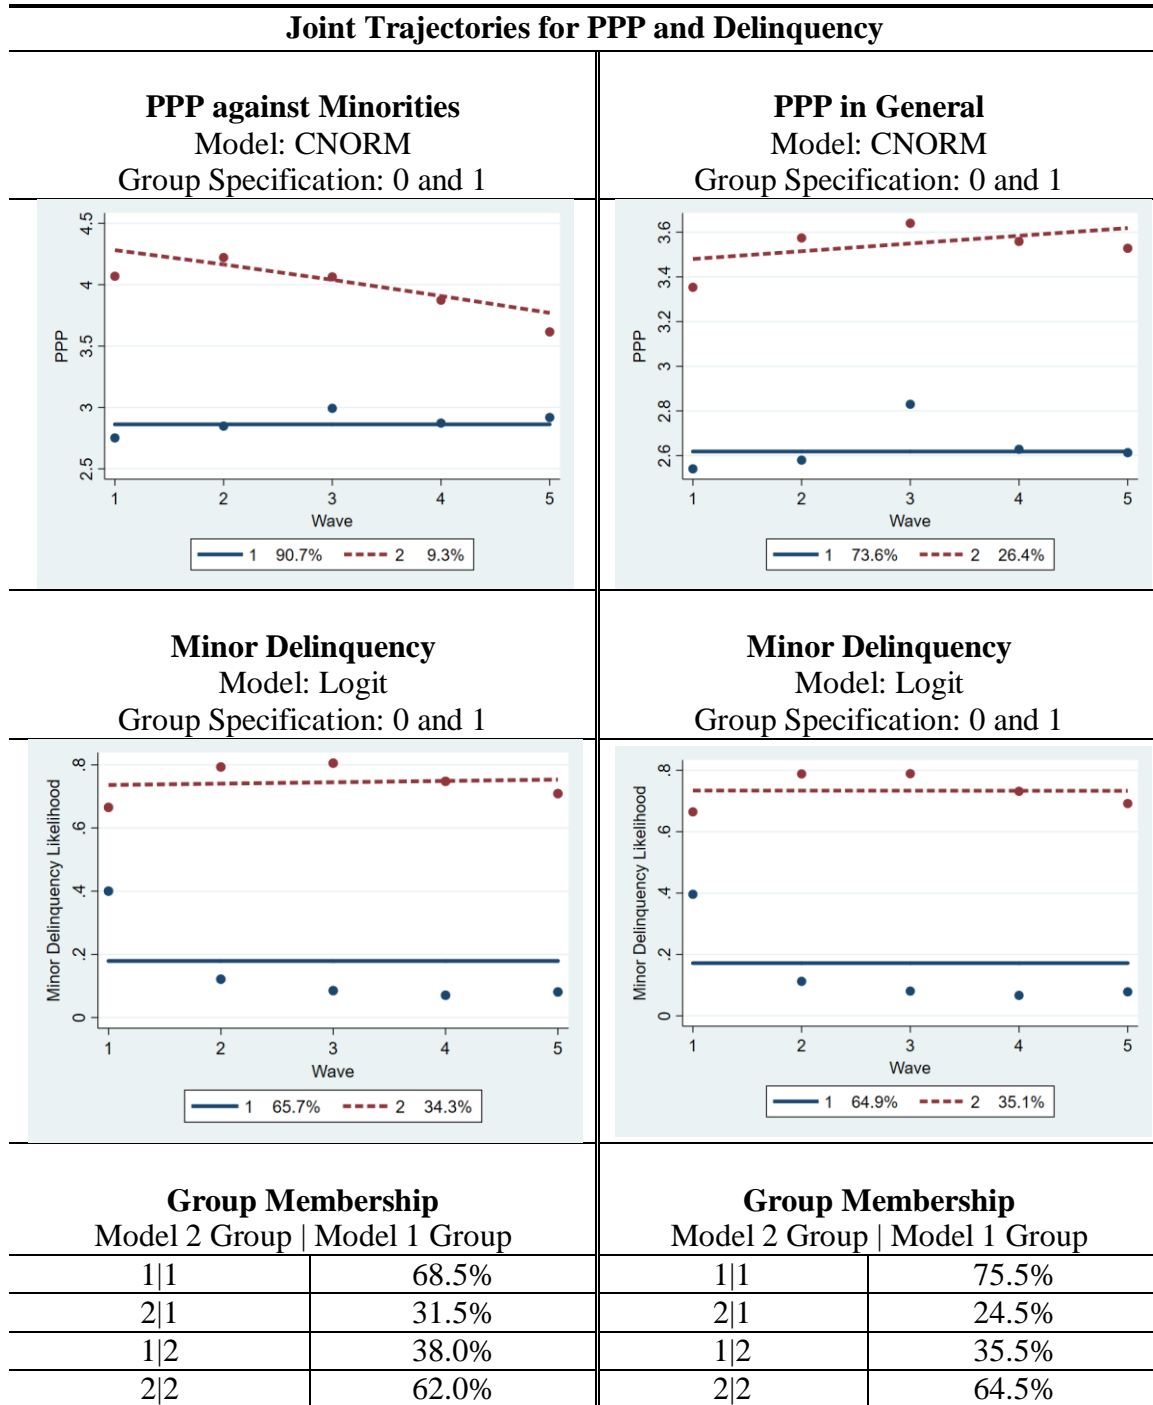 Joint Trajectories for PPP and Delinquency
PPP against Minorities
Model: CNORM
Group Specification: 0 and 1
4.5
4
3.5
3
2.5
PPP
1 2 3 4 5
Wave
1 90.7% 2 9.3%
PPP in General
Model: CNORM
Group Specification: 0 and 1
3.6
3.4
3.2
3
2.8
2.6
PPP
1 2 3 4 5
Wave
1 73.6% 2 26.4%
Minor Delinquency
Model: Logit
Group Specification: 0 and 1
.8
.6
.4
.2
0
Minor Delinquency Likelihood
1 2 3 4 5
Wave
1 65.7% 2 34.3%
Minor Delinquency
Model: Logit
Group Specification: 0 and 1
.8
.6
.4
.2
0
Minor Delinquency Likelihood
1 2 3 4 5
Wave
1 64.9% 2 35.1%
Group Membership
Model 2 Group | Model 1 Group
1|1 68.5%
2|1 31.5%
1|2 38.0%
2|2 62.0%
Group Membership
Model 2 Group | Model 1 Group
1|1 75.5%
2|1 24.5%
1|2 35.5%
2|2 64.5%